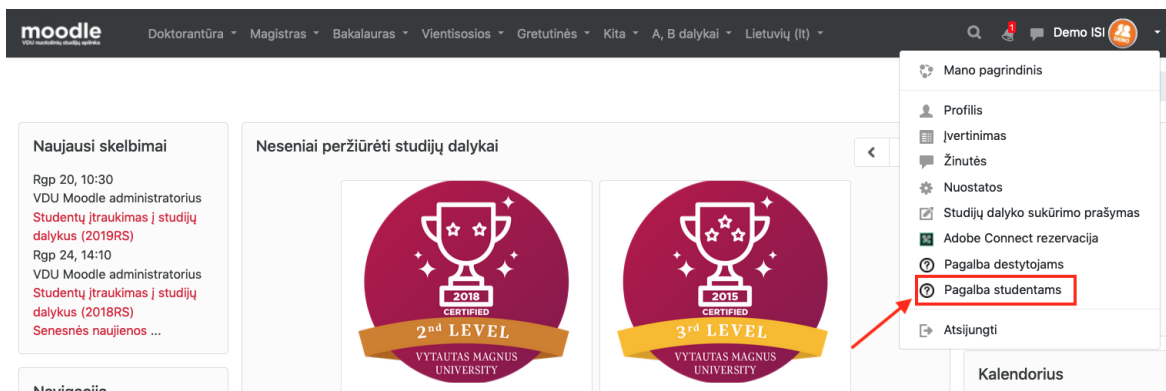 moodle
VDU nuotolinių studijų aplinka
Doktorantūra Magistras Bakalauras Vientisosios Gretutinės Kita A, B dalykai Lietuvių (lt)
1
Demo ISI
DEMO
Mano pagrindinis
Profilis
Įvertinimas
Žinutės
Nuostatos
Studijų dalyko sukūrimo prašymas
Adobe Connect rezervacija
Pagalba destytojams
Pagalba studentams
Atsijungti
Naujausi skelbimai
Rgp 20, 10:30
VDU Moodle administratorius
Studentų įtraukimas į studijų
dalykus (2019RS)
Rgp 24, 14:10
VDU Moodle administratorius
Studentų įtraukimas į studijų
dalykus (2018RS)
Senesnės naujienos ...
Neseniai peržiūrėti studijų dalykai
2018
CERTIFIED
2nd LEVEL
VYTAUTAS MAGNUS
UNIVERSITY
2015
CERTIFIED
3rd LEVEL
VYTAUTAS MAGNUS
UNIVERSITY
Kalendorius